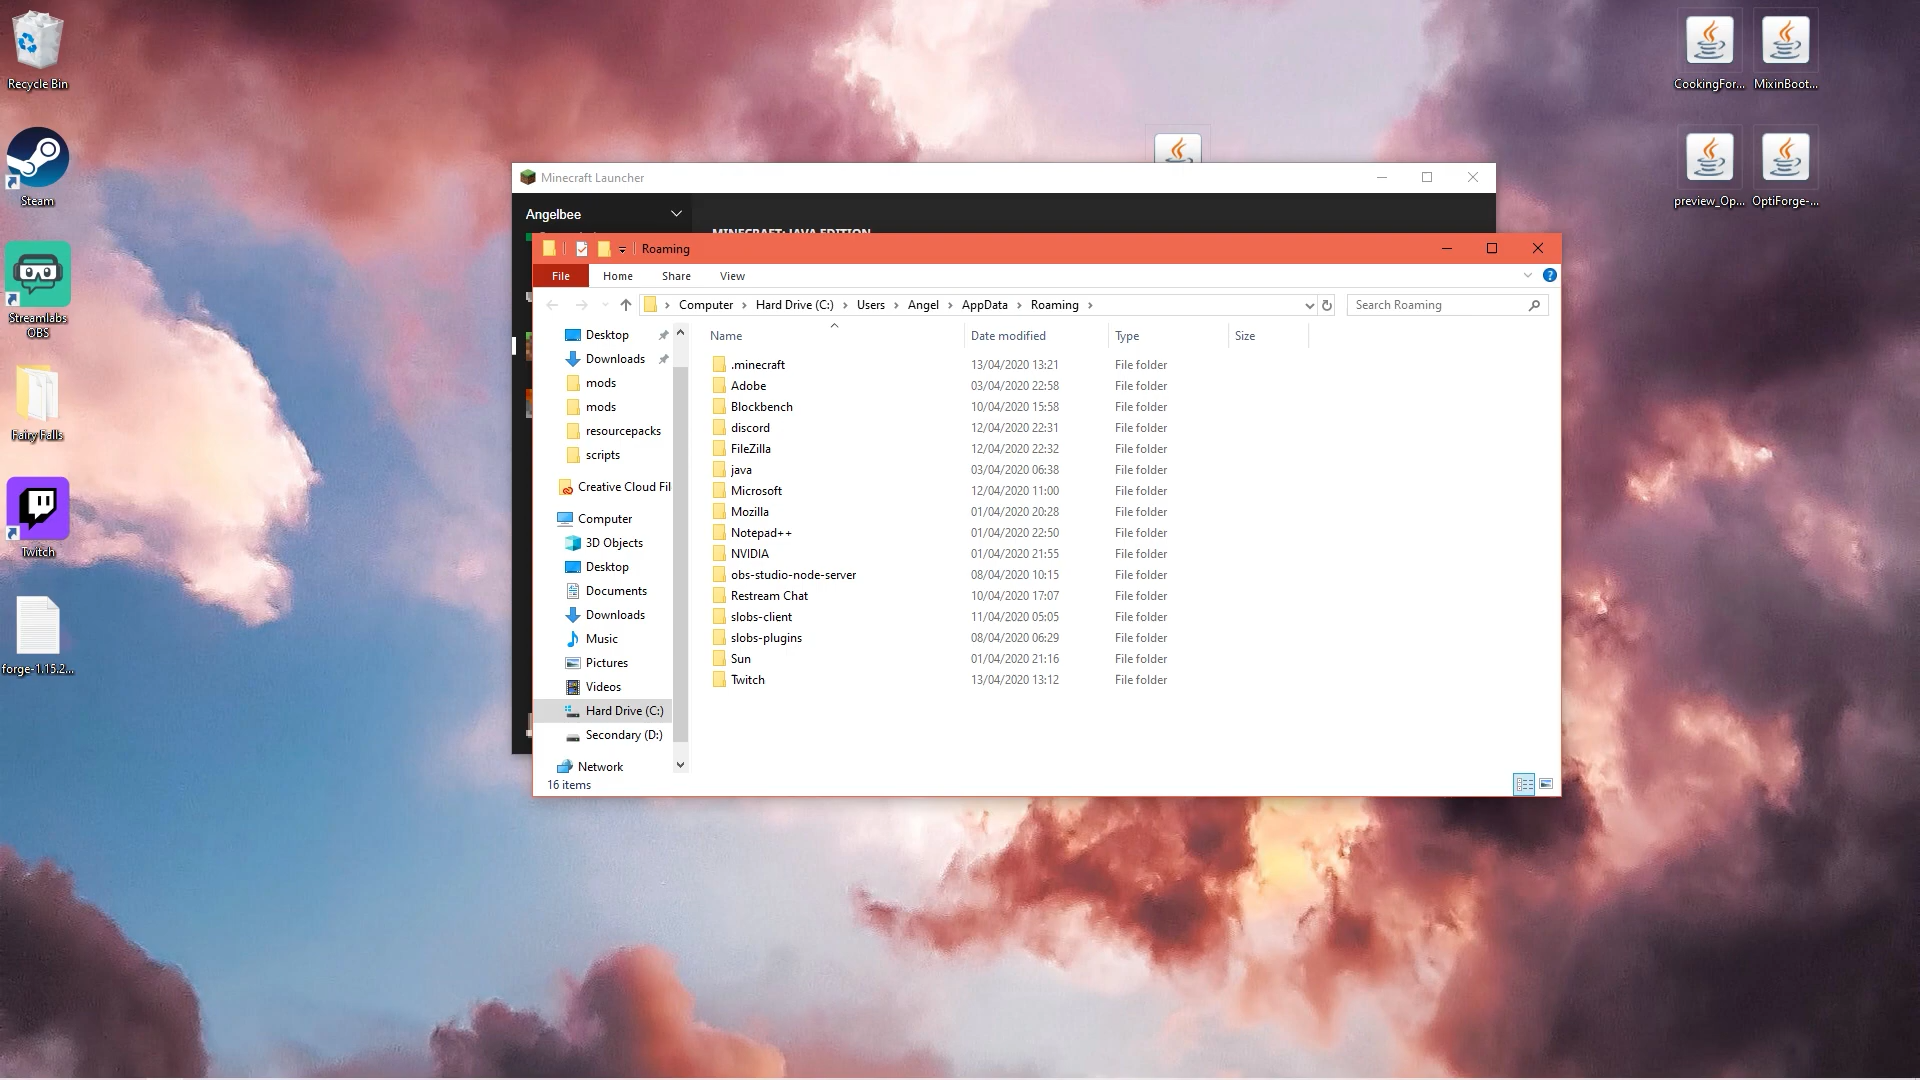 Recycle Bin
Steam
Streamlabs
OBS
Fairy Falls
Twitch
forge-1.15.2...
CookingFor...
MixinBoot...
preview_Op...
OptiForge-...
Minecraft Launcher
Angelbee
MINECRAFT: JAVA EDITION
Roaming
File Home Share View
Computer Hard Drive (C:) Users Angel AppData Roaming
Search Roaming
Desktop
Downloads
mods
mods
resourcepacks
scripts
Creative Cloud Fil
Computer
3D Objects
Desktop
Documents
Downloads
Music
Pictures
Videos
Hard Drive (C:)
Secondary (D:)
Network
Name Date modified Type Size
.minecraft 13/04/2020 13:21 File folder
Adobe 03/04/2020 22:58 File folder
Blockbench 10/04/2020 15:58 File folder
discord 12/04/2020 22:31 File folder
FileZilla 12/04/2020 22:32 File folder
java 03/04/2020 06:38 File folder
Microsoft 12/04/2020 11:00 File folder
Mozilla 01/04/2020 20:28 File folder
Notepad++ 01/04/2020 22:50 File folder
NVIDIA 01/04/2020 21:55 File folder
obs-studio-node-server 08/04/2020 10:15 File folder
Restream Chat 10/04/2020 17:07 File folder
slobs-client 11/04/2020 05:05 File folder
slobs-plugins 08/04/2020 06:29 File folder
Sun 01/04/2020 21:16 File folder
Twitch 13/04/2020 13:12 File folder
16 items